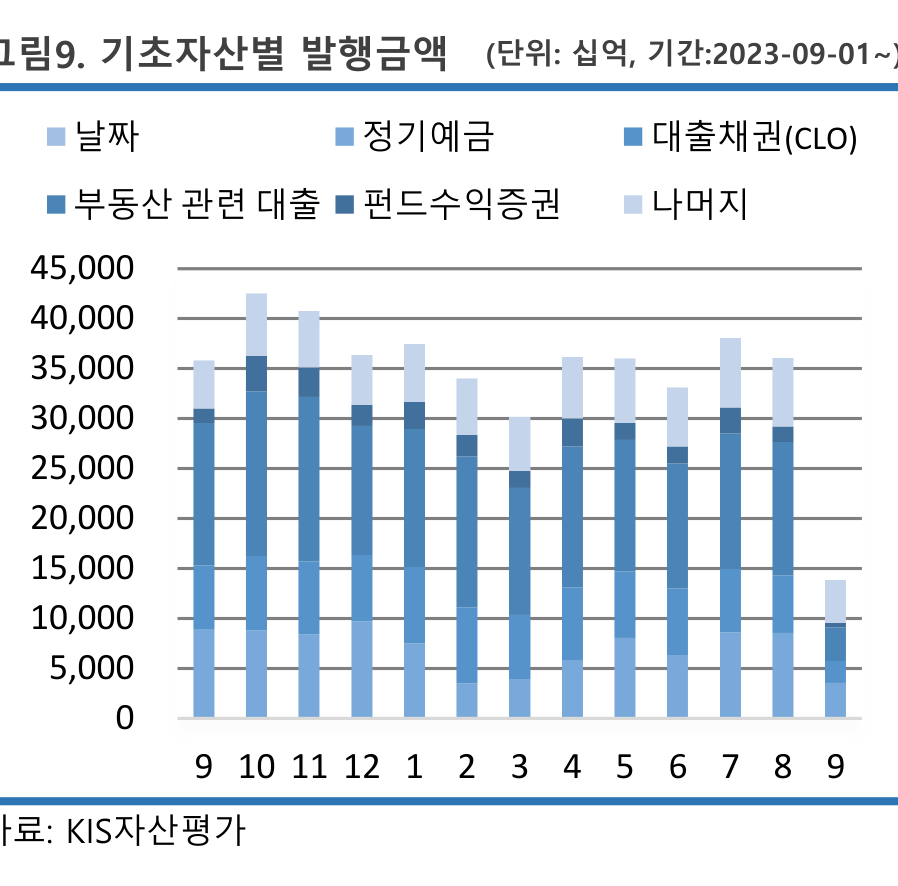 그림9. 기초자산별 발행금액 (단위: 십억, 기간:2023-09-01~)
날짜 정기예금 대출채권(CLO)
부동산 관련 대출 펀드수익증권 나머지
45,000
40,000
35,000
30,000
25,000
20,000
15,000
10,000
5,000
0
9 10 11 12 1 2 3 4 5 6 7 8 9
자료: KIS자산평가